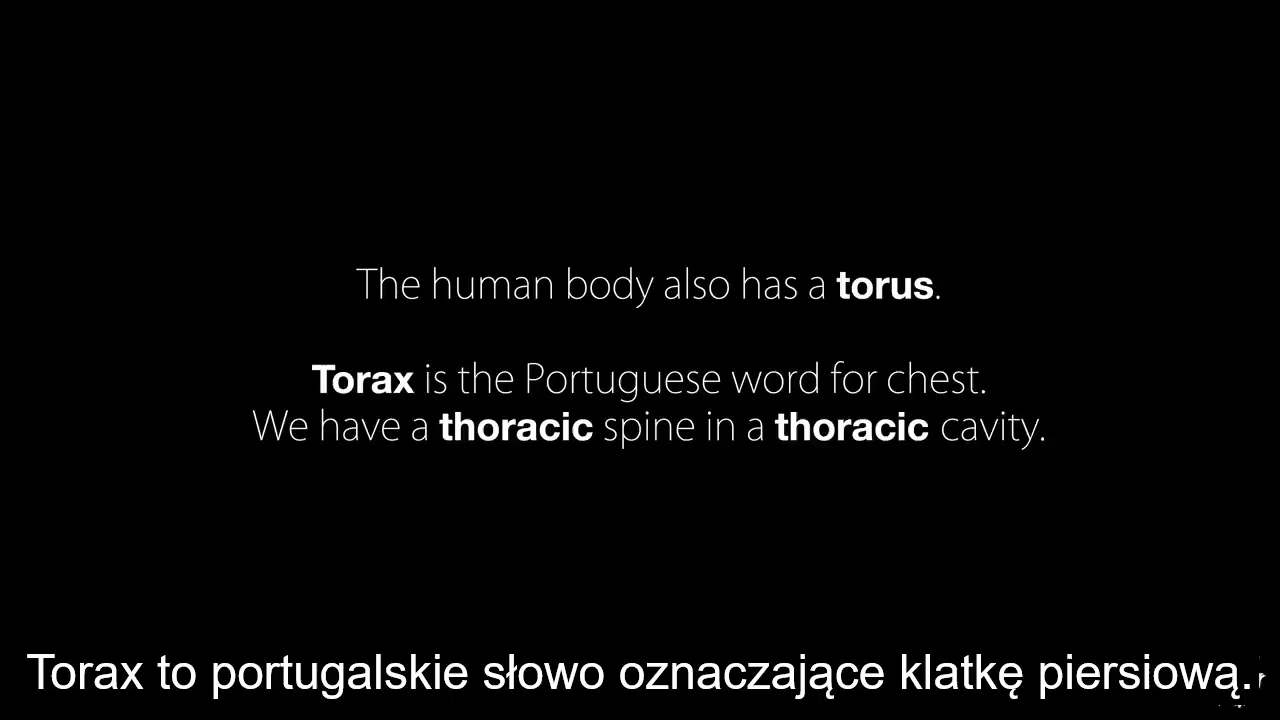 The human body also has a torus.
Torax is the Portuguese word for chest.
We have a thoracic spine in a thoracic cavity.
Torax to portugalskie słowo oznaczające klatkę piersiową.